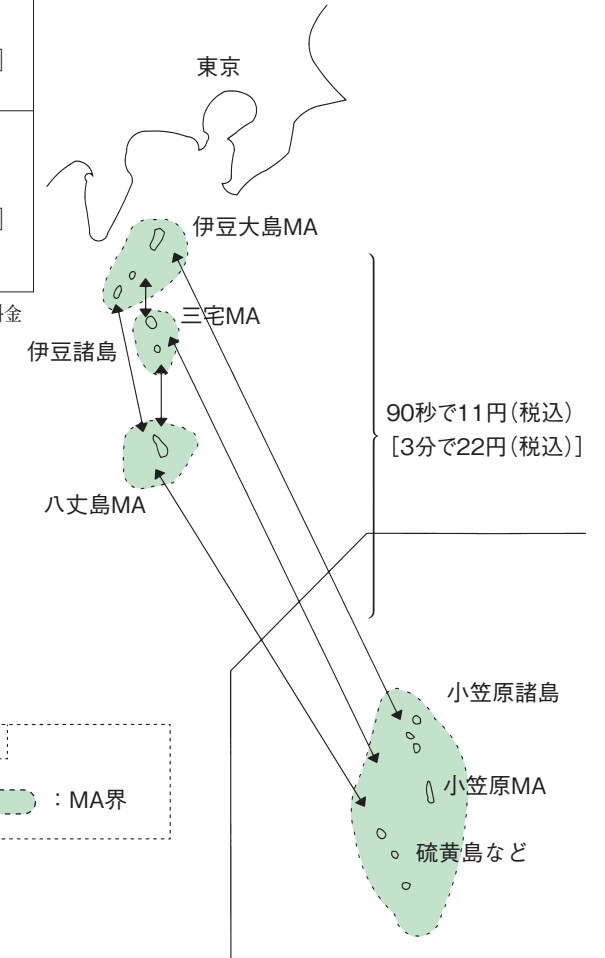 ]
東京
]
伊豆大島MA
料金
三宅MA
伊豆諸島
90秒で11円(税込)
[3分で22円(税込)]
八丈島MA
小笠原諸島
小笠原MA
:MA界
硫黄島など